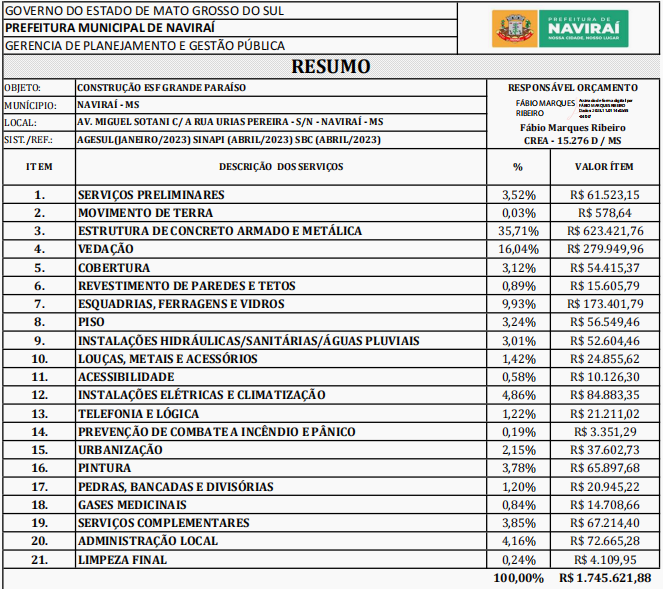 GOVERNO DO ESTADO DE MATO GROSSO DO SUL
PREFEITURA MUNICIPAL DE NAVIRAÍ
GERENCIA DE PLANEJAMENTO E GESTÃO PÚBLICA
PREFEITURA DE
NAVIRAÍ
NOSSA CIDADE, NOSSO LUGAR
RESUMO
OBJETO: CONSTRUÇÃO ESF GRANDE PARAÍSO
MUNÍCIPIO: NAVIRAÍ - MS
LOCAL: AV. MIGUEL SOTANI C/ A RUA URIAS PEREIRA - S/N - NAVIRAÍ - MS
SIST./REF.: AGESUL(JANEIRO/2023) SINAPI (ABRIL/2023) SBC (ABRIL/2023)
RESPONSÁVEL ORÇAMENTO
FÁBIO MARQUES
RIBEIRO
Assinado de forma digital por
FÁBIO MARQUES RIBEIRO
Fábio Marques Ribeiro
CREA - 15.276 D / MS
ITEM DESCRIÇÃO DOS SERVIÇOS % VALOR ÍTEM
1. SERVIÇOS PRELIMINARES 3,52% R$ 61.523,15
2. MOVIMENTO DE TERRA 0,03% R$ 578,64
3. ESTRUTURA DE CONCRETO ARMADO E METÁLICA 35,71% R$ 623.421,76
4. VEDAÇÃO 16,04% R$ 279.949,96
5. COBERTURA 3,12% R$ 54.415,37
6. REVESTIMENTO DE PAREDES E TETOS 0,89% R$ 15.605,79
7. ESQUADRIAS, FERRAGENS E VIDROS 9,93% R$ 173.401,79
8. PISO 3,24% R$ 56.549,46
9. INSTALAÇÕES HIDRÁULICAS/SANITÁRIAS/ÁGUAS PLUVIAIS 3,01% R$ 52.604,46
10. LOUÇAS, METAIS E ACESSÓRIOS 1,42% R$ 24.855,62
11. ACESSIBILIDADE 0,58% R$ 10.126,30
12. INSTALAÇÕES ELÉTRICAS E CLIMATIZAÇÃO 4,86% R$ 84.883,35
13. TELEFONIA E LÓGICA 1,22% R$ 21.211,02
14. PREVENÇÃO DE COMBATE A INCÊNDIO E PÂNICO 0,19% R$ 3.351,29
15. URBANIZAÇÃO 2,15% R$ 37.602,73
16. PINTURA 3,78% R$ 65.897,68
17. PEDRAS, BANCADAS E DIVISÓRIAS 1,20% R$ 20.945,22
18. GASES MEDICINAIS 0,84% R$ 14.708,66
19. SERVIÇOS COMPLEMENTARES 3,85% R$ 67.214,40
20. ADMINISTRAÇÃO LOCAL 4,16% R$ 72.665,28
21. LIMPEZA FINAL 0,24% R$ 4.109,95
100,00% R$ 1.745.621,88